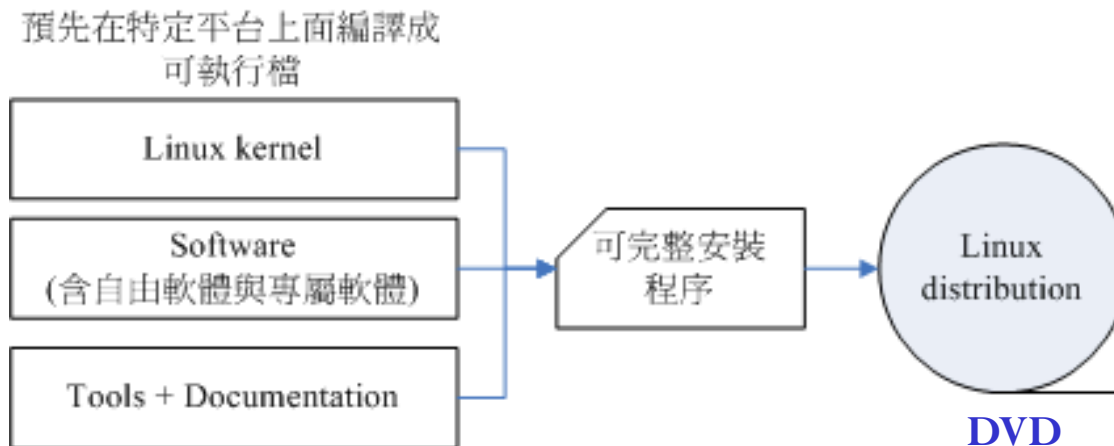 預先在特定平台上面編譯成
可執行檔
Linux kernel
Software
(含自由軟體與專屬軟體)
Tools + Documentation
可完整安裝
程序
Linux
distribution
DVD